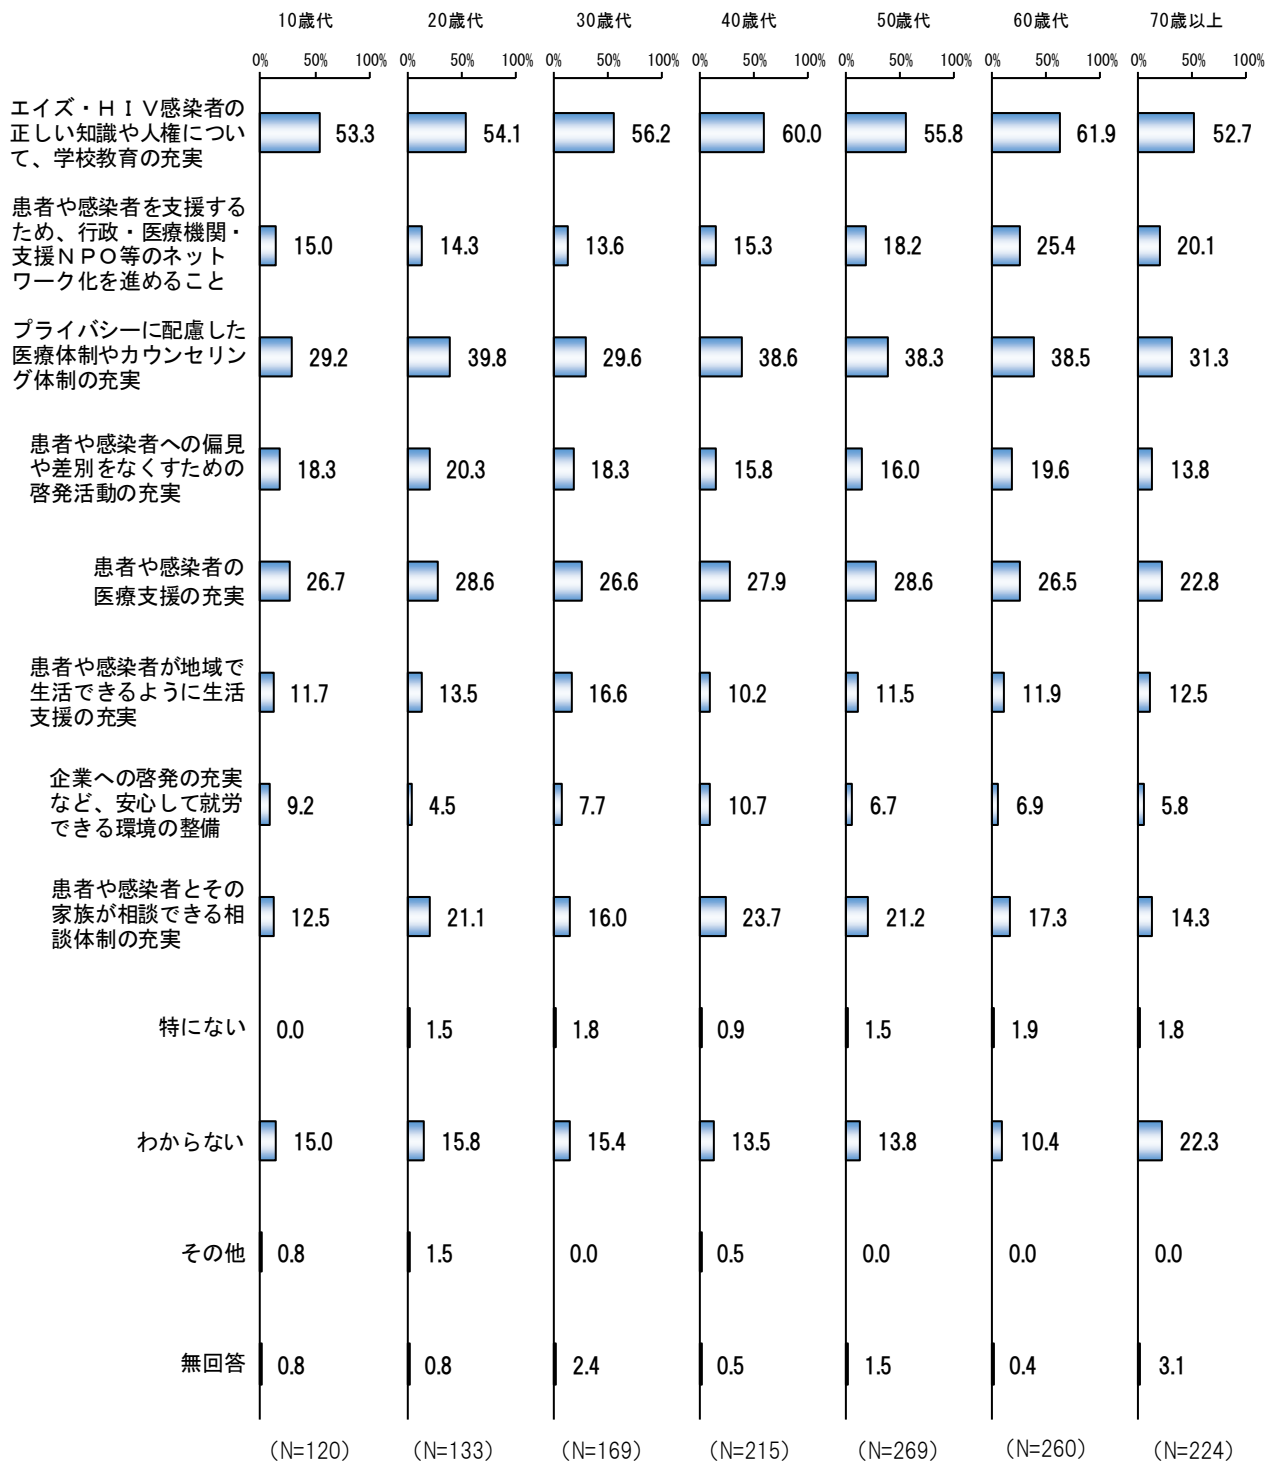 10歳代 20歳代 30歳代 40歳代 50歳代 60歳代 70歳以上
0% 50% 100% 0% 50% 100% 0% 50% 100% 0% 50% 100% 0% 50% 100% 0% 50% 100% 0% 50% 100%
エイズ・ＨＩＶ感染者の
正しい知識や人権につい
て、学校教育の充実
53.3 54.1 56.2 60.0 55.8 61.9 52.7
患者や感染者を支援する
ため、行政・医療機関・
支援ＮＰＯ等のネット
ワーク化を進めること
15.0 14.3 13.6 15.3 18.2 25.4 20.1
プライバシーに配慮した
医療体制やカウンセリン
グ体制の充実
29.2 39.8 29.6 38.6 38.3 38.5 31.3
患者や感染者への偏見
や差別をなくすための
啓発活動の充実
18.3 20.3 18.3 15.8 16.0 19.6 13.8
患者や感染者の
医療支援の充実
26.7 28.6 26.6 27.9 28.6 26.5 22.8
患者や感染者が地域で
生活できるように生活
支援の充実
11.7 13.5 16.6 10.2 11.5 11.9 12.5
企業への啓発の充実
など、安心して就労
できる環境の整備
9.2 4.5 7.7 10.7 6.7 6.9 5.8
患者や感染者とその
家族が相談できる相
談体制の充実
12.5 21.1 16.0 23.7 21.2 17.3 14.3
特にない 0.0 1.5 1.8 0.9 1.5 1.9 1.8
わからない 15.0 15.8 15.4 13.5 13.8 10.4 22.3
その他 0.8 1.5 0.0 0.5 0.0 0.0 0.0
無回答 0.8 0.8 2.4 0.5 1.5 0.4 3.1
(N=120) (N=133) (N=169) (N=215) (N=269) (N=260) (N=224)